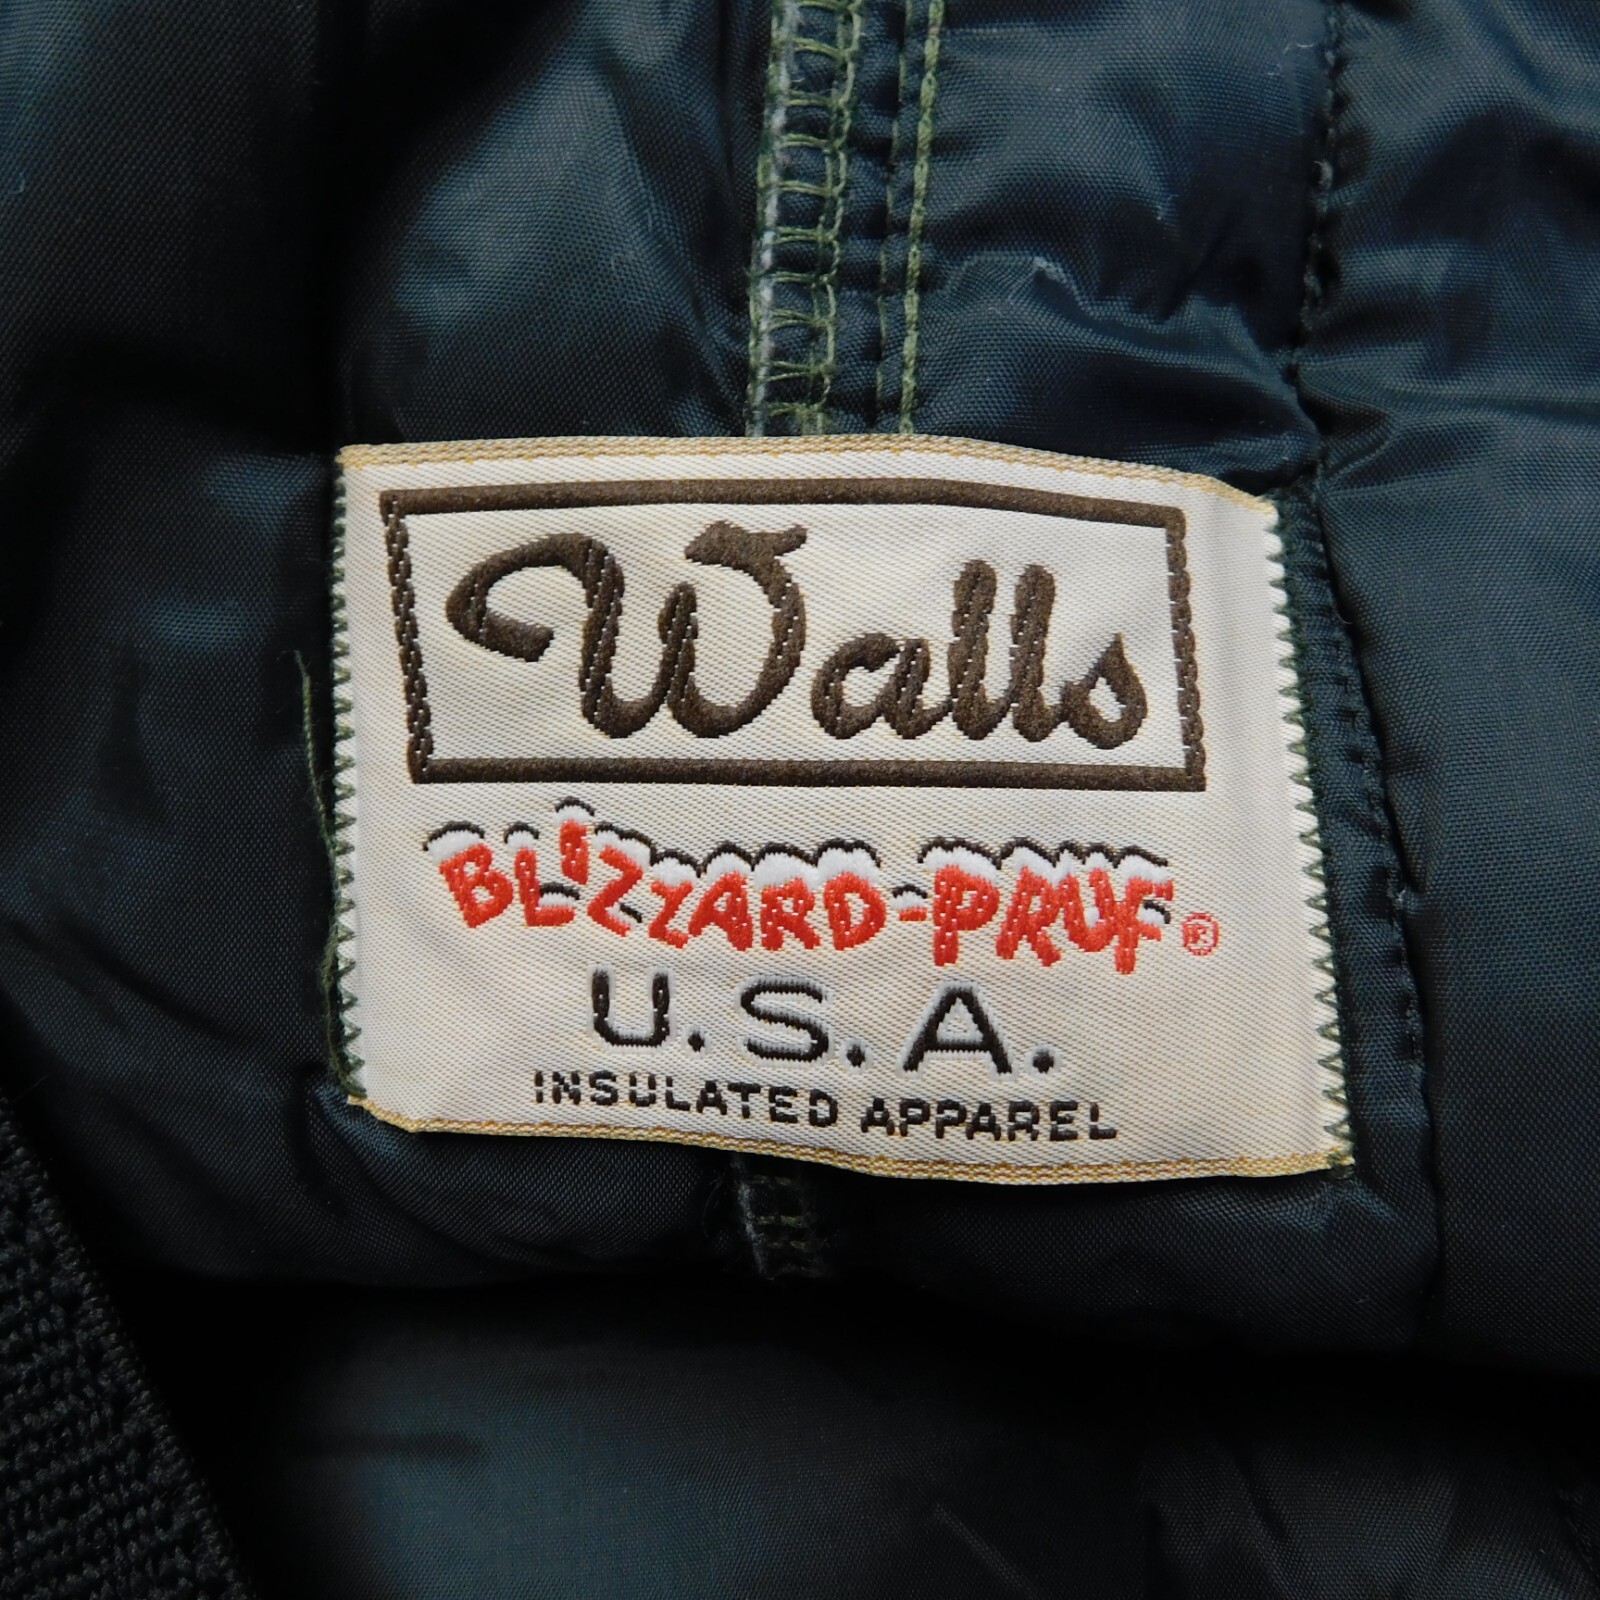 Walls
BLIZZARD-PRUF®
U.S.A.
INSULATED APPAREL